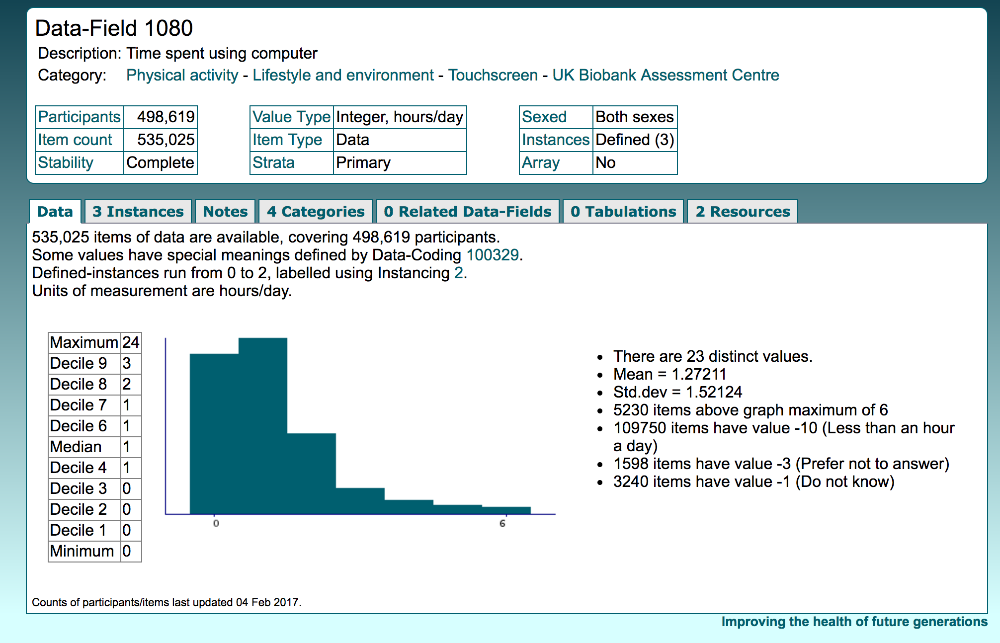 Data-Field 1080
Description: Time spent using computer
Category: Physical activity - Lifestyle and environment - Touchscreen - UK Biobank Assessment Centre
Participants 498,619 Value Type Integer, hours/day Sexed Both sexes
Item count 535,025 Item Type Data Instances Defined (3)
Stability Complete Strata Primary Array No
Data 3 Instances Notes 4 Categories 0 Related Data-Fields 0 Tabulations 2 Resources
535,025 items of data are available, covering 498,619 participants.
Some values have special meanings defined by Data-Coding 100329.
Defined-instances run from 0 to 2, labelled using Instancing 2.
Units of measurement are hours/day.
Maximum 24
Decile 9 3
Decile 8 2
Decile 7 1
Decile 6 1
Median 1
Decile 4 1
Decile 3 0
Decile 2 0
Decile 1 0
Minimum 0
0 6
• There are 23 distinct values.
• Mean = 1.27211
• Std.dev = 1.52124
• 5230 items above graph maximum of 6
• 109750 items have value -10 (Less than an hour
a day)
• 1598 items have value -3 (Prefer not to answer)
• 3240 items have value -1 (Do not know)
Counts of participants/items last updated 04 Feb 2017.
Improving the health of future generations